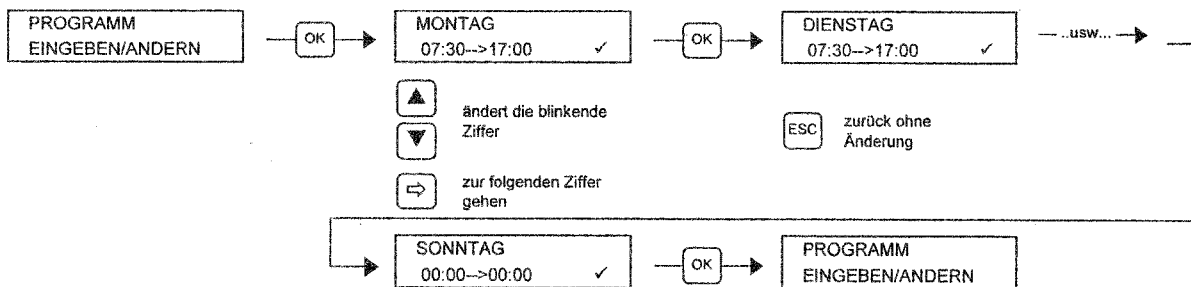 PROGRAMM
EINGEBEN/ANDERN
OK
MONTAG
07:30-->17:00 ✓
OK
DIENSTAG
07:30-->17:00 ✓
..usw...
ändert die blinkende
Ziffer
zur folgenden Ziffer
gehen
ESC
zurück ohne
Änderung
SONNTAG
00:00-->00:00 ✓
OK
PROGRAMM
EINGEBEN/ANDERN